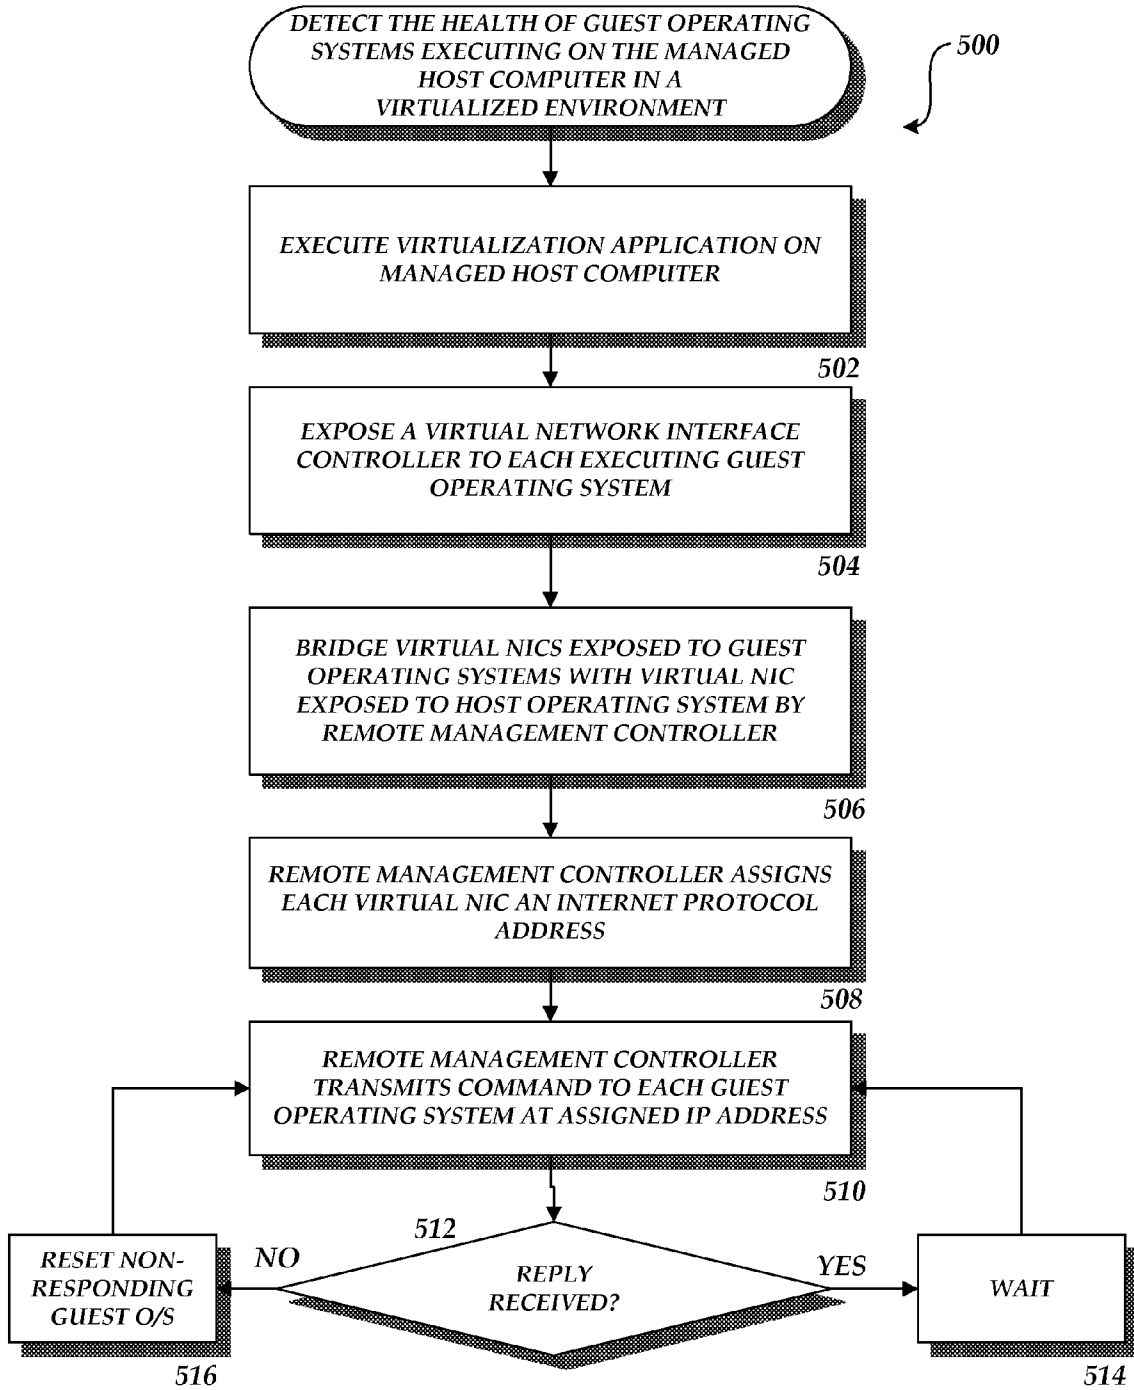 DETECT THE HEALTH OF GUEST OPERATING
SYSTEMS EXECUTING ON THE MANAGED
HOST COMPUTER IN A
VIRTUALIZED ENVIRONMENT
500
EXECUTE VIRTUALIZATION APPLICATION ON
MANAGED HOST COMPUTER
502
EXPOSE A VIRTUAL NETWORK INTERFACE
CONTROLLER TO EACH EXECUTING GUEST
OPERATING SYSTEM
504
BRIDGE VIRTUAL NICS EXPOSED TO GUEST
OPERATING SYSTEMS WITH VIRTUAL NIC
EXPOSED TO HOST OPERATING SYSTEM BY
REMOTE MANAGEMENT CONTROLLER
506
REMOTE MANAGEMENT CONTROLLER ASSIGNS
EACH VIRTUAL NIC AN INTERNET PROTOCOL
ADDRESS
508
REMOTE MANAGEMENT CONTROLLER
TRANSMITS COMMAND TO EACH GUEST
OPERATING SYSTEM AT ASSIGNED IP ADDRESS
510
512
REPLY
RECEIVED?
NO
YES
RESET NON-
RESPONDING
GUEST O/S
516
WAIT
514